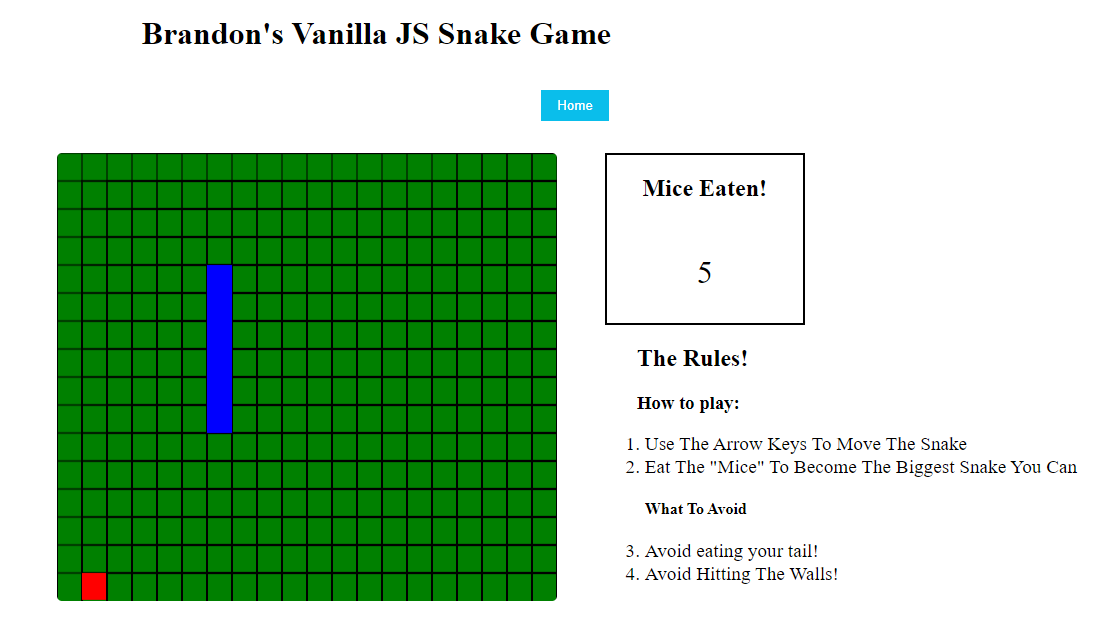 Brandon's Vanilla JS Snake Game
Home
Mice Eaten!
5
The Rules!
How to play:
1. Use The Arrow Keys To Move The Snake
2. Eat The "Mice" To Become The Biggest Snake You Can
What To Avoid
3. Avoid eating your tail!
4. Avoid Hitting The Walls!